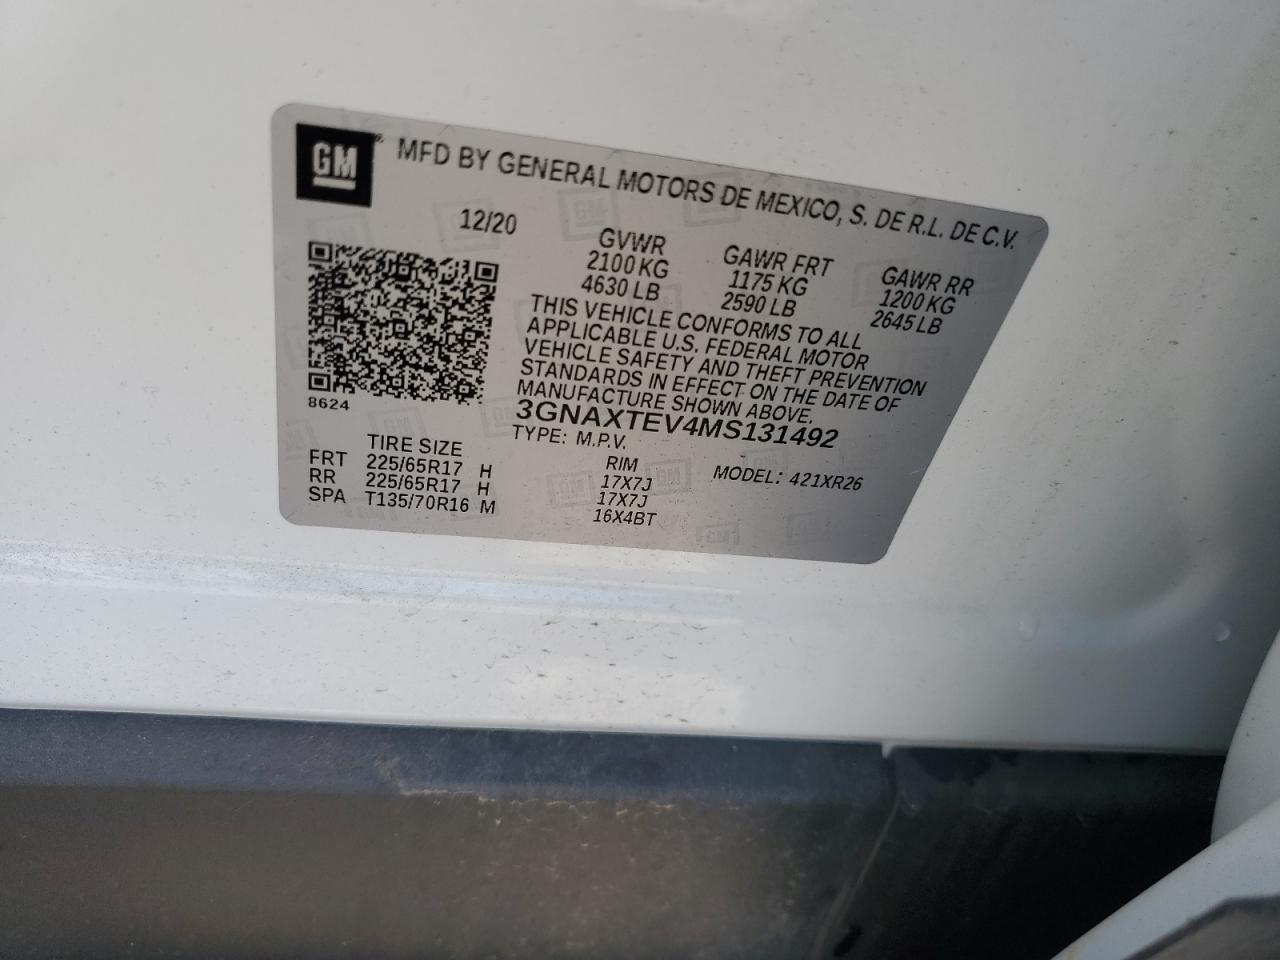 GM MFD BY GENERAL MOTORS DE MEXICO, S. DE R.L. DE C.V.
12/20
GVWR GAWR FRT GAWR RR
2100 KG 1175 KG 1200 KG
4630 LB 2590 LB 2645 LB
THIS VEHICLE CONFORMS TO ALL
APPLICABLE U.S. FEDERAL MOTOR
VEHICLE SAFETY AND THEFT PREVENTION
STANDARDS IN EFFECT ON THE DATE OF
MANUFACTURE SHOWN ABOVE.
8624
3GNAXTEV4MS131492
TYPE: M.P.V. MODEL: 421XR26
TIRE SIZE RIM
FRT 225/65R17 H 17X7J
RR 225/65R17 H 17X7J
SPA T135/70R16 M 16X4BT